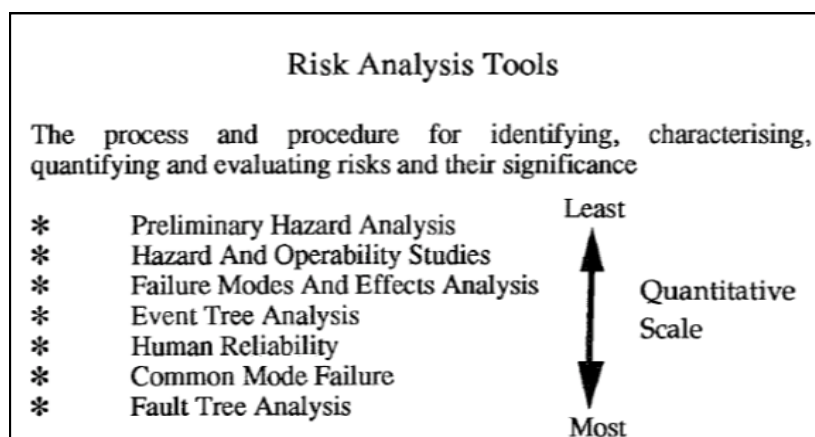 Risk Analysis Tools
The process and procedure for identifying, characterising,
quantifying and evaluating risks and their significance
* Preliminary Hazard Analysis
* Hazard And Operability Studies
* Failure Modes And Effects Analysis
* Event Tree Analysis
* Human Reliability
* Common Mode Failure
* Fault Tree Analysis
Least
Quantitative
Scale
Most